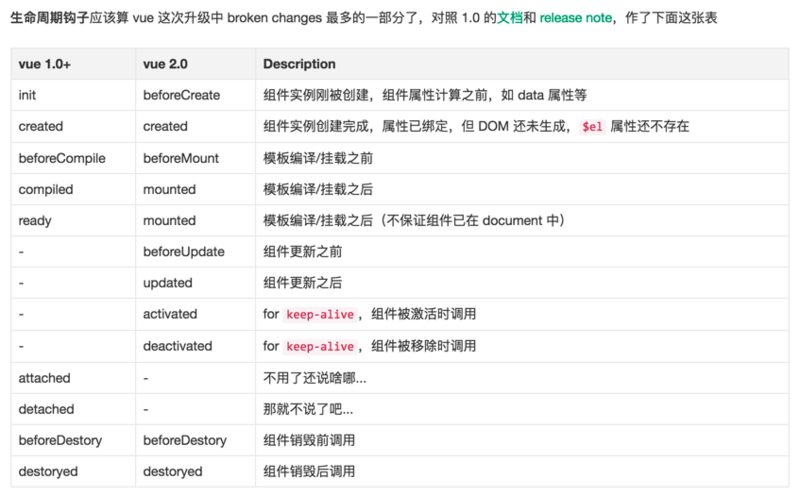 生命周期钩子应该算 vue 这次升级中 broken changes 最多的一部分了，对照 1.0 的文档和 release note，作了下面这张表
vue 1.0+ vue 2.0 Description
init beforeCreate 组件实例刚被创建，组件属性计算之前，如 data 属性等
created created 组件实例创建完成，属性已绑定，但 DOM 还未生成，$el 属性还不存在
beforeCompile beforeMount 模板编译/挂载之前
compiled mounted 模板编译/挂载之后
ready mounted 模板编译/挂载之后（不保证组件已在 document 中）
- beforeUpdate 组件更新之前
- updated 组件更新之后
- activated for keep-alive，组件被激活时调用
- deactivated for keep-alive，组件被移除时调用
attached - 不用了还说啥哪...
detached - 那就不说了吧...
beforeDestory beforeDestory 组件销毁前调用
destoryed destoryed 组件销毁后调用